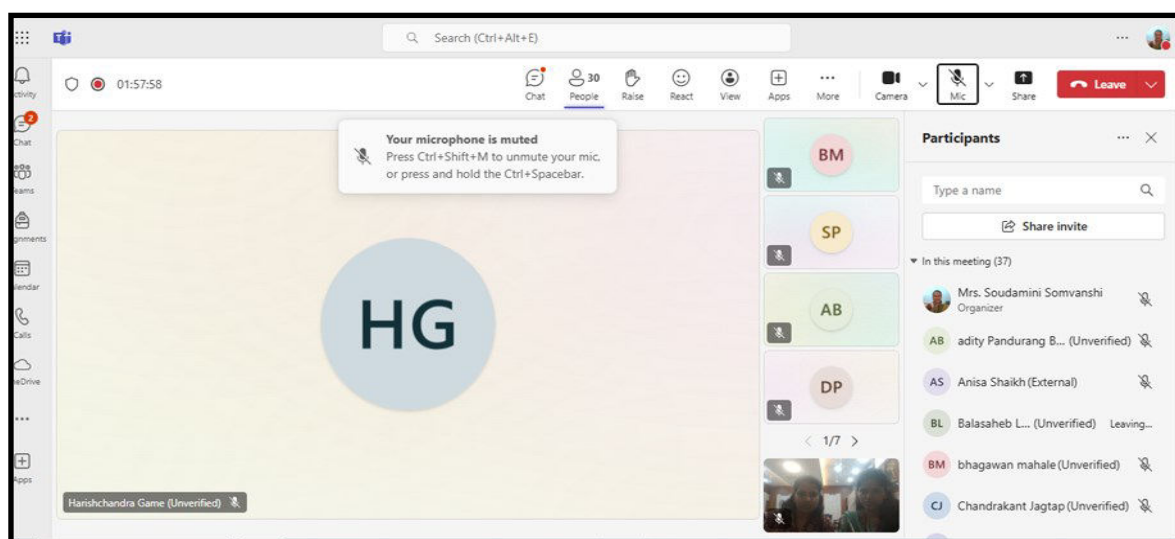 Search (Ctrl+Alt+E)
01:57:58
Chat
30
People
Raise
React
View
Apps
More
Camera
Mic
Share
Leave
ctivity
2
Chat
eams
ignments
lendar
Calls
neDrive
Apps
Your microphone is muted
Press Ctrl+Shift+M to unmute your mic.
or press and hold the Ctrl+Spacebar.
HG
Harishchandra Game (Unverified)
BM
SP
AB
DP
1/7
Participants
Type a name
Share invite
In this meeting (37)
Mrs. Soudamini Somvanshi
Organizer
AB adity Pandurang B... (Unverified)
AS Anisa Shaikh (External)
BL Balasaheb L... (Unverified) Leaving...
BM bhagawan mahale (Unverified)
CJ Chandrakant Jagtap (Unverified)